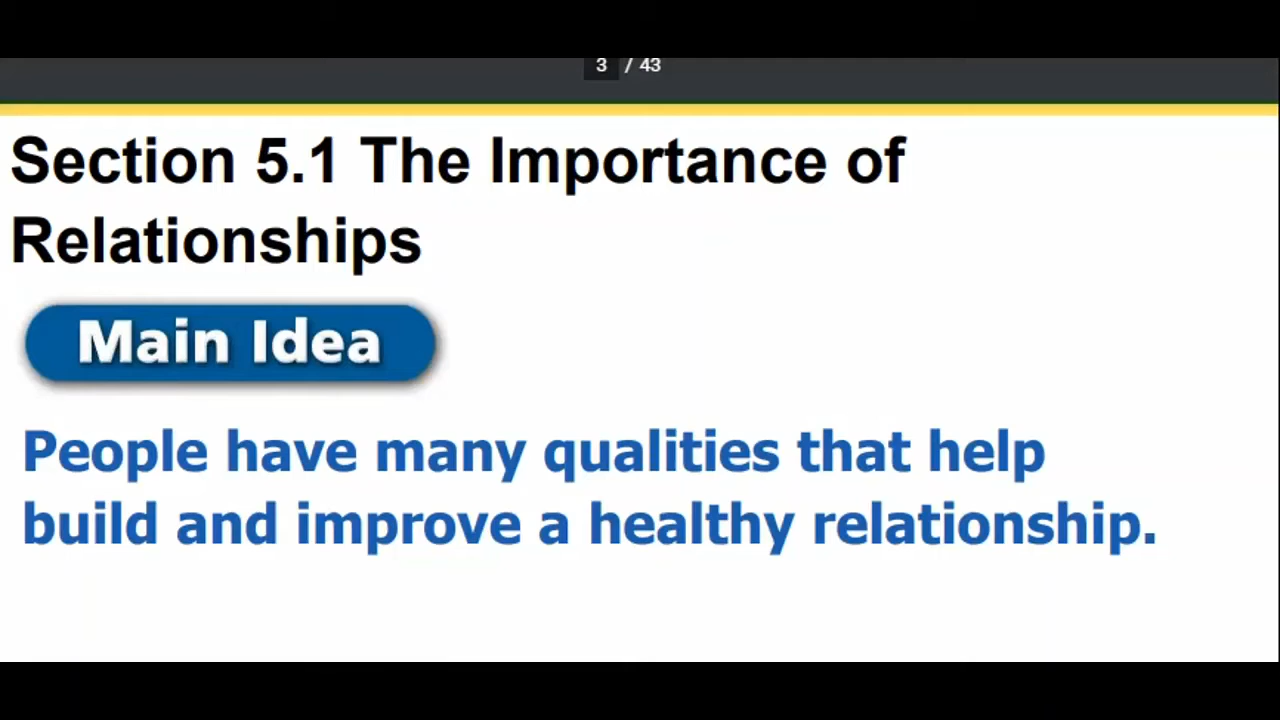 3 / 43
Section 5.1 The Importance of
Relationships
Main Idea
People have many qualities that help
build and improve a healthy relationship.